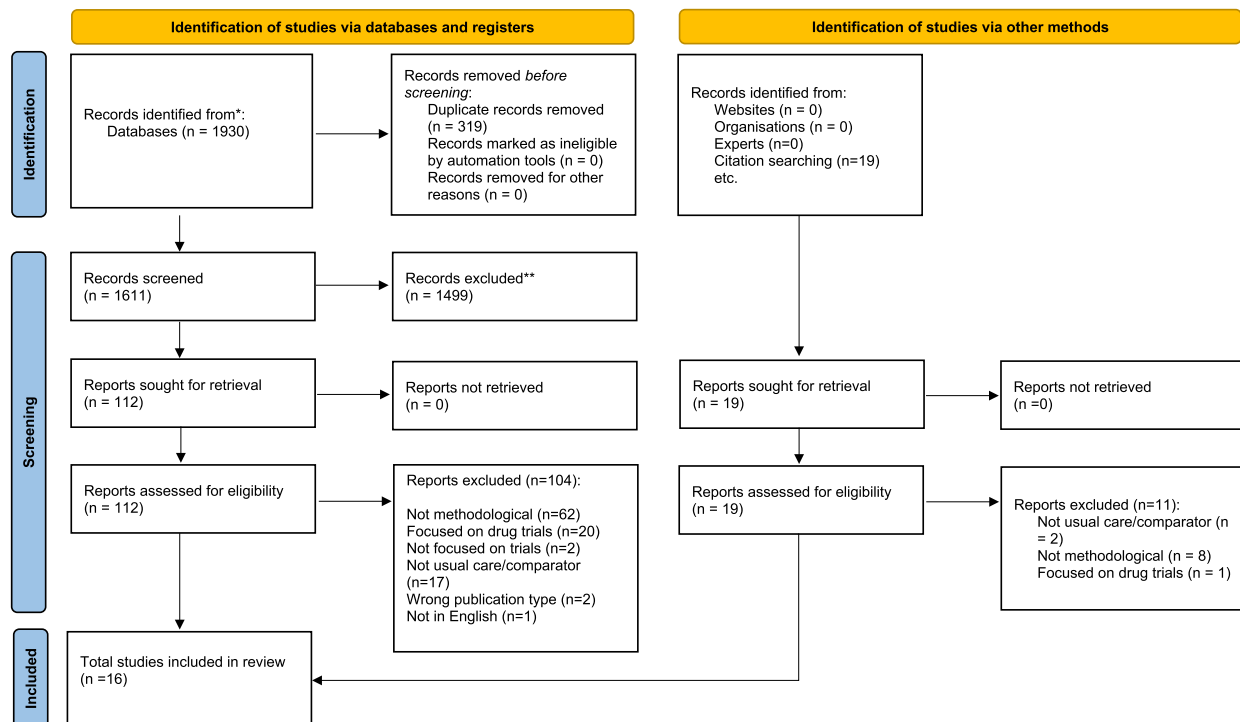 Identification of studies via databases and registers
Identification of studies via other methods
Identification
Records identified from*:
Databases (n = 1930)
Records removed before
screening:
Duplicate records removed
(n = 319)
Records marked as ineligible
by automation tools (n = 0)
Records removed for other
reasons (n = 0)
Records identified from:
Websites (n = 0)
Organisations (n = 0)
Experts (n=0)
Citation searching (n=19)
etc.
Screening
Records screened
(n = 1611)
Records excluded**
(n = 1499)
Reports sought for retrieval
(n = 112)
Reports not retrieved
(n = 0)
Reports sought for retrieval
(n = 19)
Reports not retrieved
(n =0)
Reports assessed for eligibility
(n = 112)
Reports excluded (n=104):
Not methodological (n=62)
Focused on drug trials (n=20)
Not focused on trials (n=2)
Not usual care/comparator
(n=17)
Wrong publication type (n=2)
Not in English (n=1)
Reports assessed for eligibility
(n = 19)
Reports excluded (n=11):
Not usual care/comparator (n
= 2)
Not methodological (n = 8)
Focused on drug trials (n = 1)
Included
Total studies included in review
(n =16)